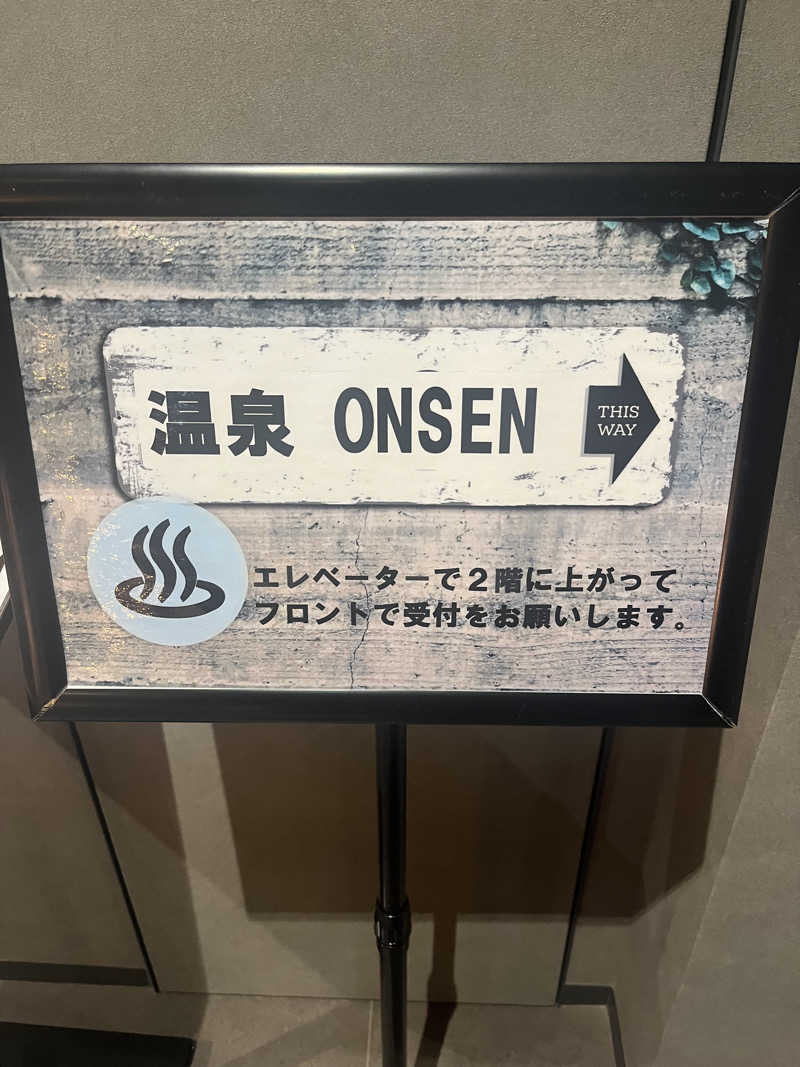 温泉 ONSEN
THIS
WAY
エレベーターで２階に上がって
フロントで受付をお願いします。